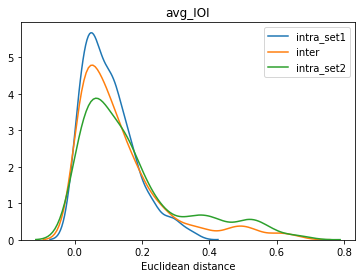 avg_IOI
intra_set1
inter
intra_set2
5
4
3
2
1
0
0.0 0.2 0.4 0.6 0.8
Euclidean distance